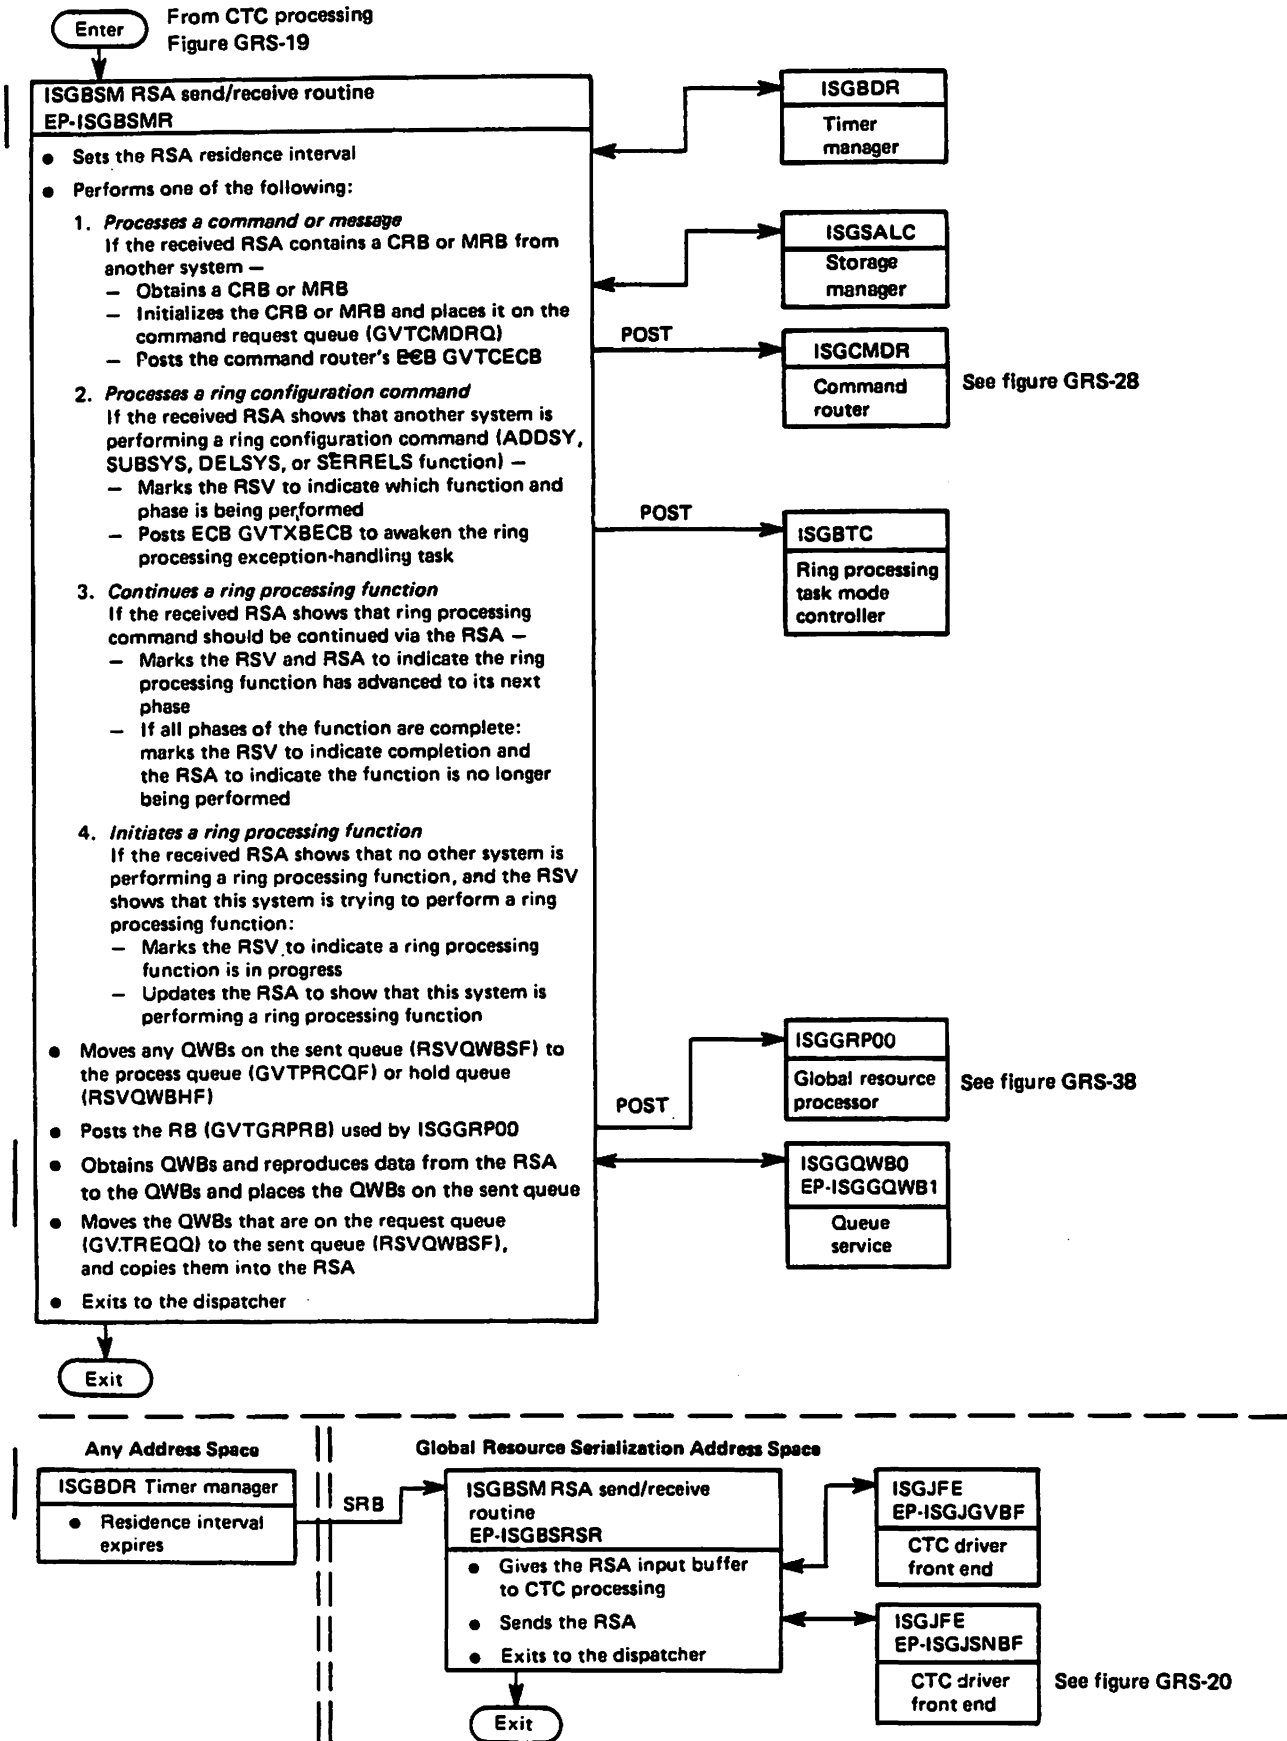 Enter
From CTC processing
Figure GRS-19
ISGBSM RSA send/receive routine
EP-ISGBSMR
• Sets the RSA residence interval
• Performs one of the following:
1. Processes a command or message
If the received RSA contains a CRB or MRB from
another system —
— Obtains a CRB or MRB
— Initializes the CRB or MRB and places it on the
command request queue (GVTCMDRQ)
— Posts the command router's ECB GVTCECB
2. Processes a ring configuration command
If the received RSA shows that another system is
performing a ring configuration command (ADDSY,
SUBSYS, DELSYS, or SERRELS function) —
— Marks the RSV to indicate which function and
phase is being performed
— Posts ECB GVTXBECB to awaken the ring
processing exception-handling task
3. Continues a ring processing function
If the received RSA shows that ring processing
command should be continued via the RSA —
— Marks the RSV and RSA to indicate the ring
processing function has advanced to its next
phase
— If all phases of the function are complete:
marks the RSV to indicate completion and
the RSA to indicate the function is no longer
being performed
4. Initiates a ring processing function
If the received RSA shows that no other system is
performing a ring processing function, and the RSV
shows that this system is trying to perform a ring
processing function:
— Marks the RSV to indicate a ring processing
function is in progress
— Updates the RSA to show that this system is
performing a ring processing function
• Moves any QWBs on the sent queue (RSVQWBSF) to
the process queue (GVTPRCQF) or hold queue
(RSVQWBHF)
• Posts the RB (GVTGRPRB) used by ISGGRP00
• Obtains QWBs and reproduces data from the RSA
to the QWBs and places the QWBs on the sent queue
• Moves the QWBs that are on the request queue
(GV.TREQQ) to the sent queue (RSVQWBSF),
and copies them into the RSA
• Exits to the dispatcher
Exit
ISGBDR
Timer
manager
ISGSALC
Storage
manager
POST
ISGCMDR
Command
router
See figure GRS-28
POST
ISGBTC
Ring processing
task mode
controller
POST
ISGGRP00
Global resource
processor
See figure GRS-38
ISGGQWB0
EP-ISGGQWB1
Queue
service
Any Address Space
ISGBDR Timer manager
• Residence interval
expires
SRB
Global Resource Serialization Address Space
ISGBSM RSA send/receive
routine
EP-ISGBSRSR
• Gives the RSA input buffer
to CTC processing
• Sends the RSA
• Exits to the dispatcher
Exit
ISGJFE
EP-ISGJGVBF
CTC driver
front end
ISGJFE
EP-ISGJSNBF
CTC driver
front end
See figure GRS-20